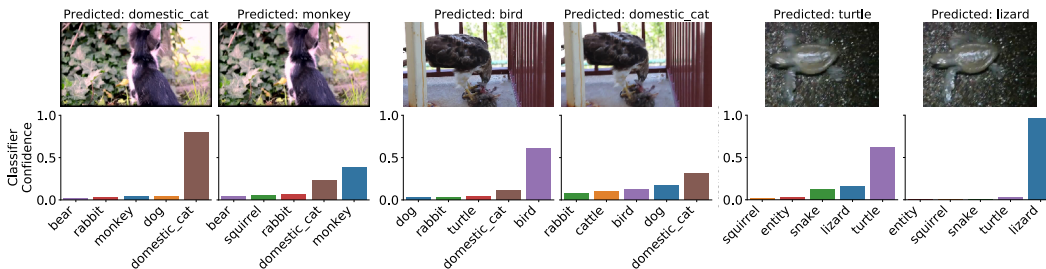 Predicted: domestic_cat
Predicted: monkey
Predicted: bird
Predicted: domestic_cat
Predicted: turtle
Predicted: lizard
Classifier
Confidence
1.0
0.5
0.0
bear
rabbit
monkey
dog
domestic_cat
bear
squirrel
rabbit
domestic_cat
monkey
1.0
0.5
0.0
dog
rabbit
turtle
domestic_cat
bird
rabbit
cattle
bird
dog
domestic_cat
1.0
0.5
0.0
squirrel
entity
snake
lizard
turtle
entity
squirrel
snake
turtle
lizard